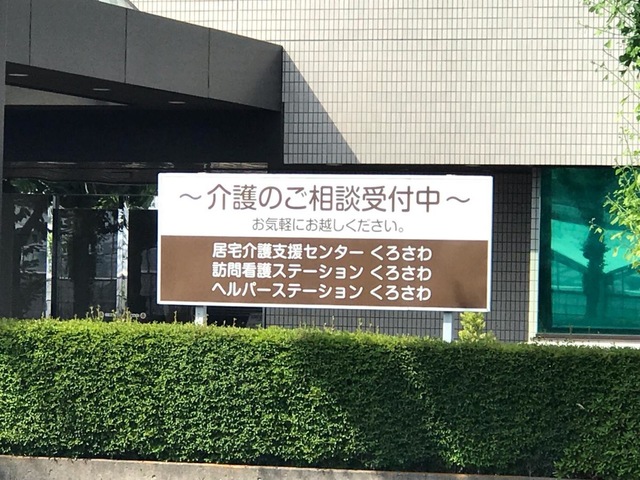 ～介護のご相談受付中～
お気軽にお越しください。
居宅介護支援センター くろさわ
訪問看護ステーション くろさわ
ヘルパーステーション くろさわ